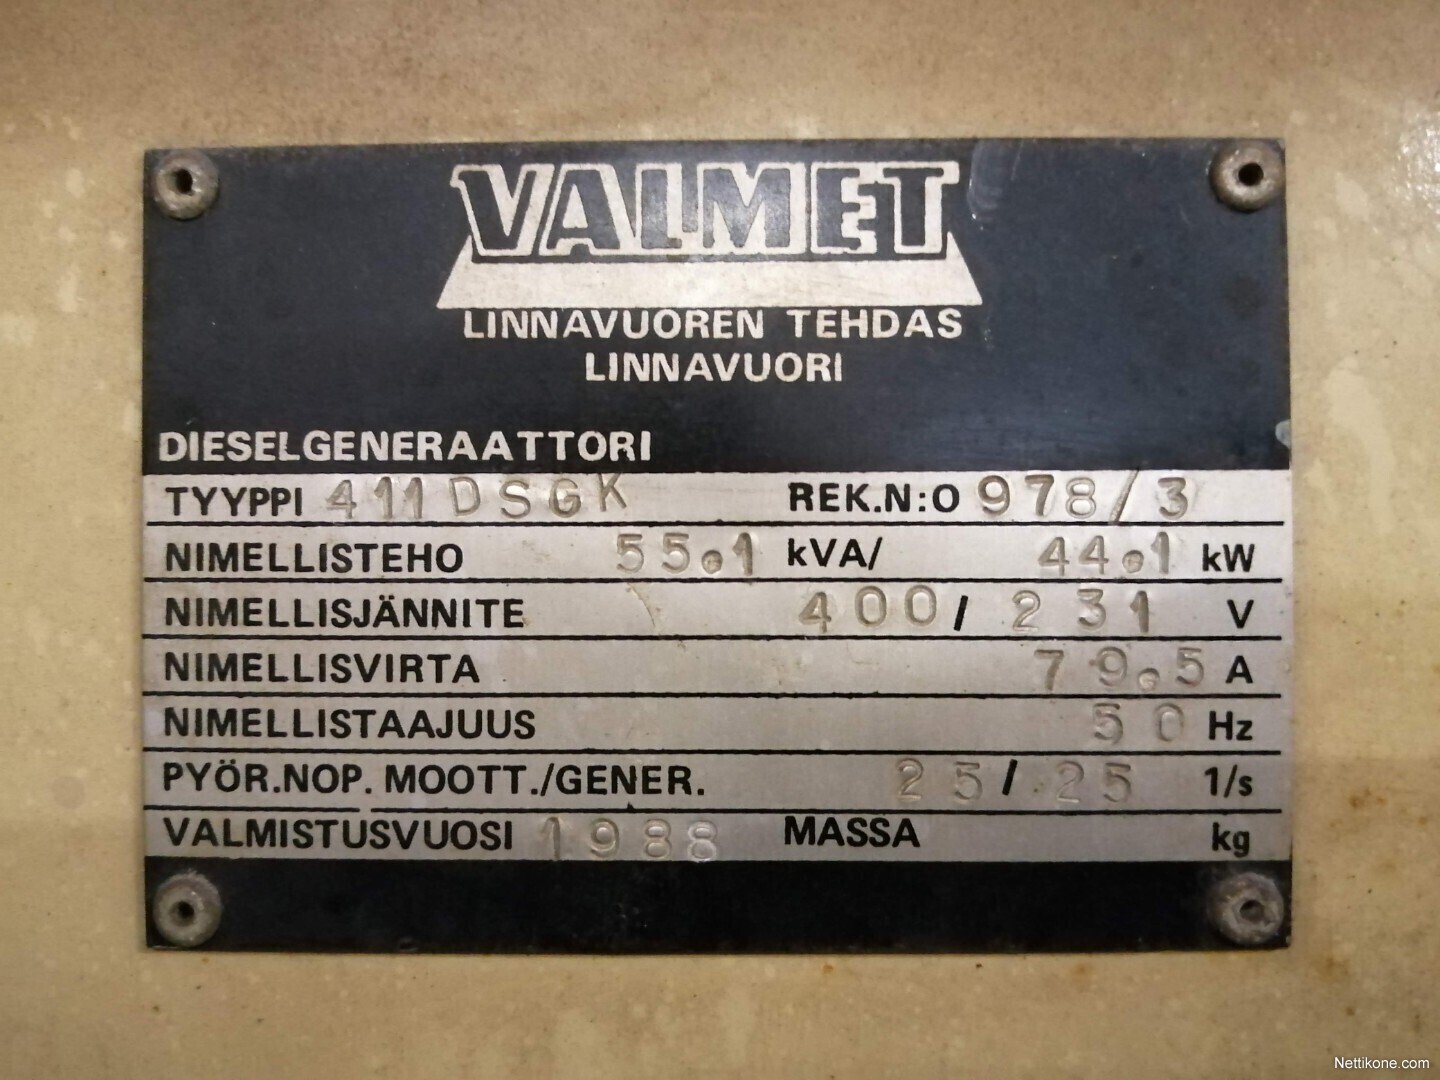 VALMET
LINNAVUOREN TEHDAS
LINNAVUORI
DIESELGENERAATTORI
TYYPPI 411DSGK REK.N:O 978/3
NIMELLISTEHO 55.1 kVA/ 44.1 kW
NIMELLISJÄNNITE 400/ 231 V
NIMELLISVIRTA 79.5 A
NIMELLISTAAJUUS 50 Hz
PYÖR.NOP. MOOTT./GENER. 25/25 1/s
VALMISTUSVUOSI 1988 MASSA kg
Nettikone.com